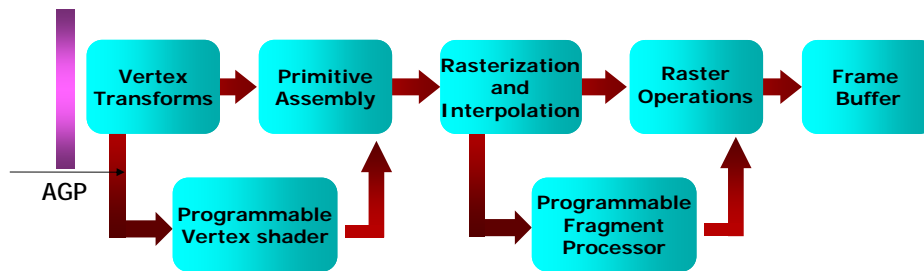 Vertex
Transforms
Primitive
Assembly
Rasterization
and
Interpolation
Raster
Operations
Frame
Buffer
AGP
Programmable
Vertex shader
Programmable
Fragment
Processor